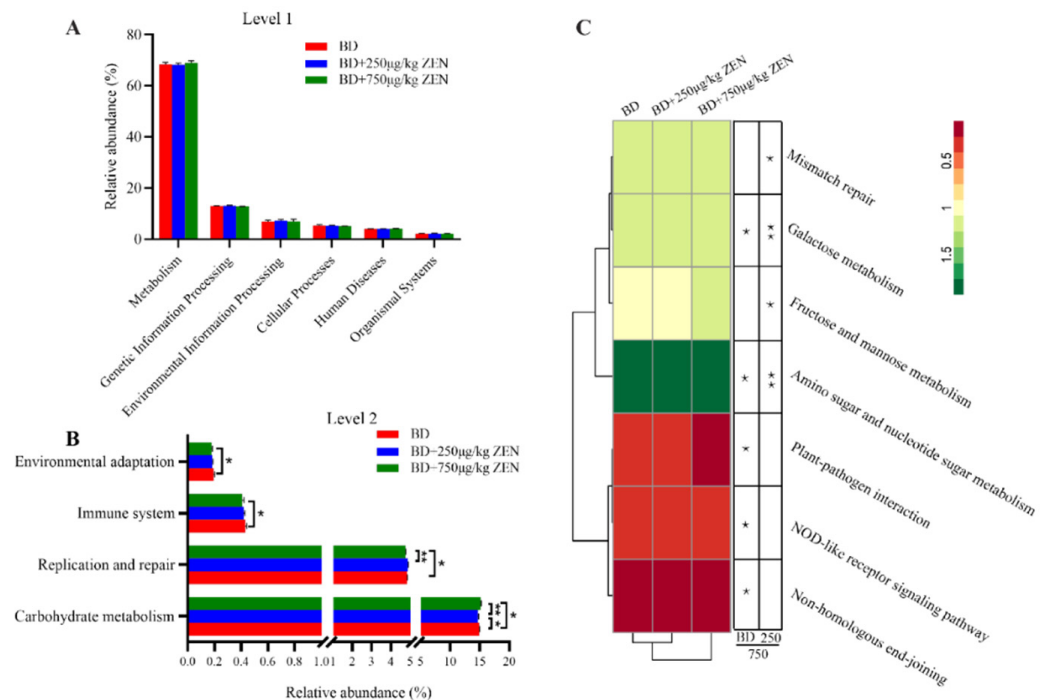 A
Level 1
BD
BD+250μg/kg ZEN
BD+750μg/kg ZEN
Relative abundance (%)
80
60
40
20
0
Metabolism
Genetic Information Processing
Environmental Information Processing
Cellular Processes
Human Diseases
Organismal Systems
B
Level 2
BD
BD−250μg/kg ZEN
BD−750μg/kg ZEN
Environmental adaptation
*
Immune system
*
Replication and repair
**
*
Carbohydrate metabolism
**
*
*
0.0 0.2 0.4 0.6 0.8 1.01 2 3 4 5 5 10 15 20
Relative abundance (%)
C
BD
BD+250μg/kg ZEN
BD+750μg/kg ZEN
0.5
1
1.5
* Mismatch repair
* ** Galactose metabolism
* Fructose and mannose metabolism
* ** Amino sugar and nucleotide sugar metabolism
* Plant-pathogen interaction
* NOD-like receptor signaling pathway
* Non-homologous end-joining
BD 250
750